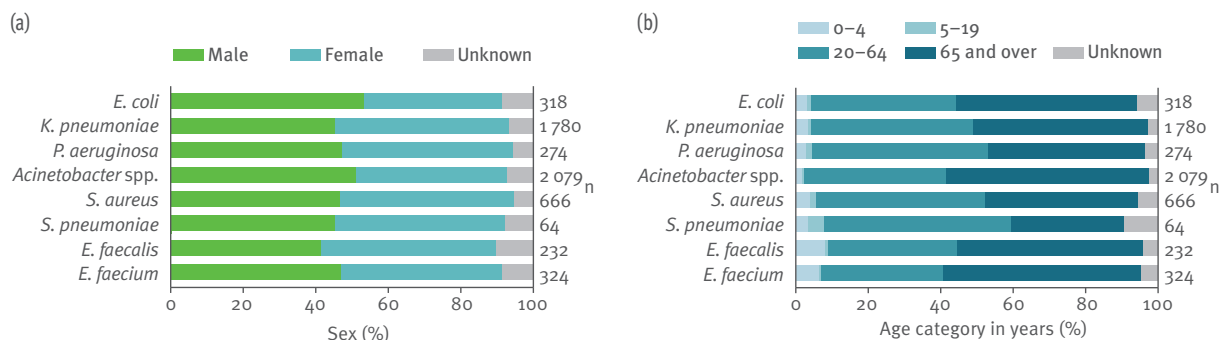 (a)
Male Female Unknown
E. coli 318
K. pneumoniae 1 780
P. aeruginosa 274
Acinetobacter spp. 2 079
n
S. aureus 666
S. pneumoniae 64
E. faecalis 232
E. faecium 324
0 20 40 60 80 100
Sex (%)
(b)
0–4 5–19
20–64 65 and over Unknown
E. coli 318
K. pneumoniae 1 780
P. aeruginosa 274
Acinetobacter spp. 2 079
n
S. aureus 666
S. pneumoniae 64
E. faecalis 232
E. faecium 324
0 20 40 60 80 100
Age category in years (%)